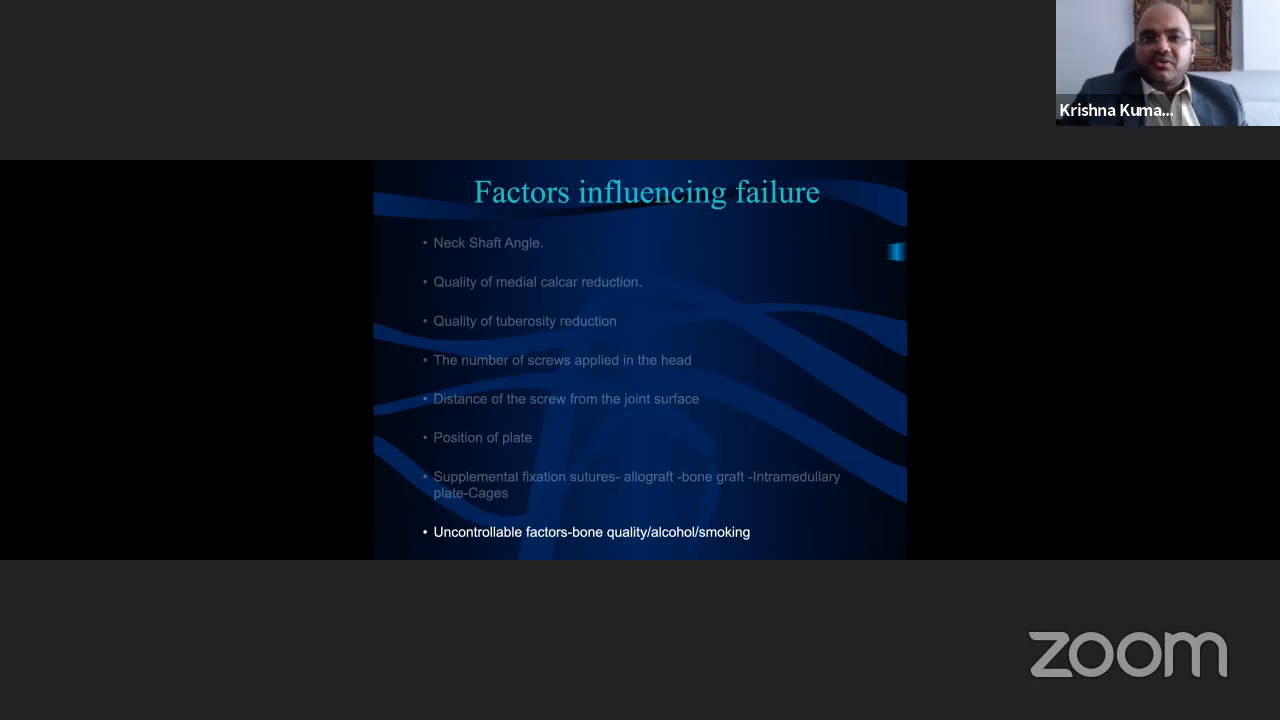 Krishna Kuma...
Factors influencing failure
• Neck Shaft Angle.
• Quality of medial calcar reduction.
• Quality of tuberosity reduction
• The number of screws applied in the head
• Distance of the screw from the joint surface
• Position of plate
• Supplemental fixation sutures- allograft -bone graft -Intramedullary
plate-Cages
• Uncontrollable factors-bone quality/alcohol/smoking
zoom